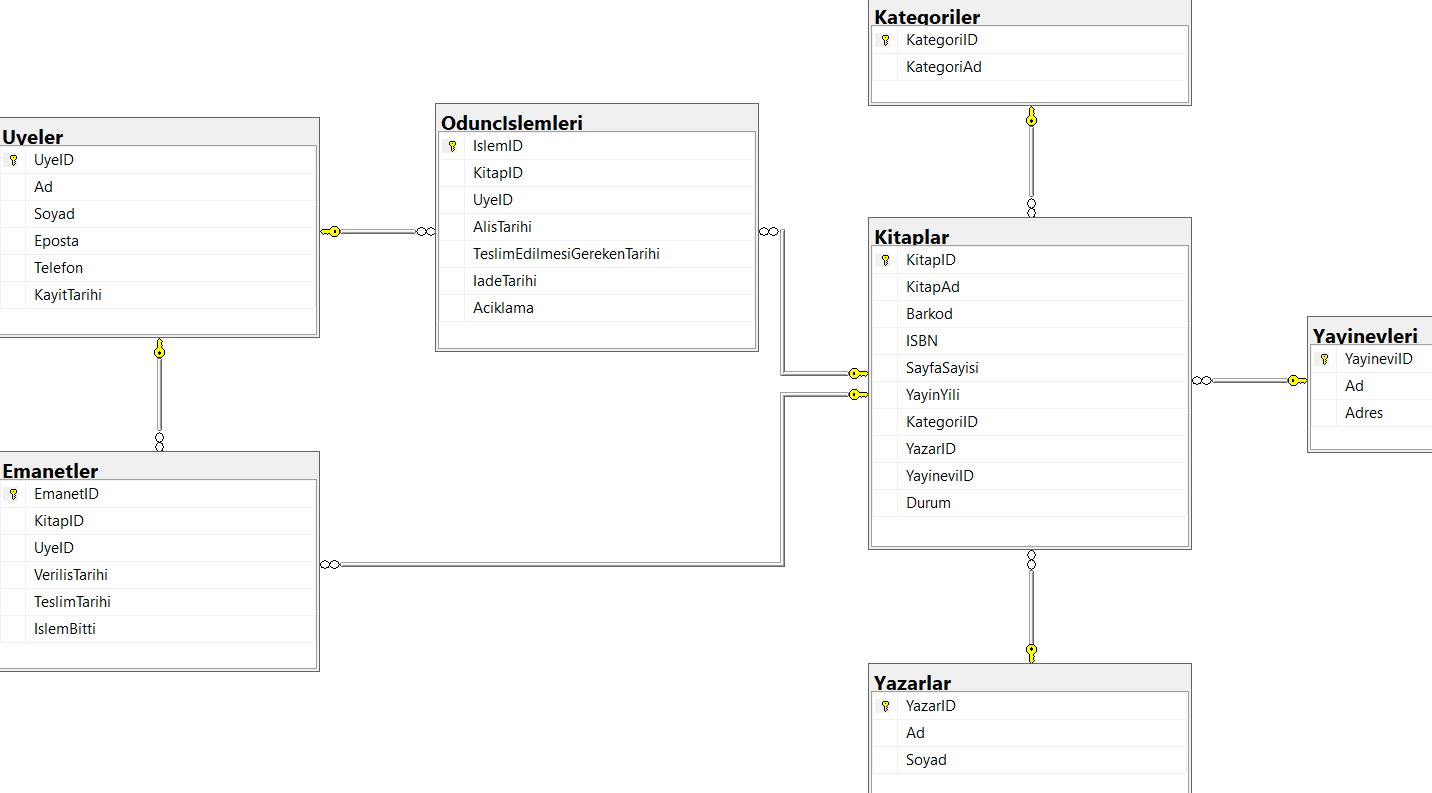 Kategoriler
KategoriID
KategoriAd
Uyeler
UyeID
Ad
Soyad
Eposta
Telefon
KayitTarihi
OduncIslemleri
IslemID
KitapID
UyeID
AlisTarihi
TeslimEdilmesiGerekenTarihi
IadeTarihi
Aciklama
Kitaplar
KitapID
KitapAd
Barkod
ISBN
SayfaSayisi
YayinYili
KategoriID
YazarID
YayineviID
Durum
Yayinevleri
YayineviID
Ad
Adres
Emanetler
EmanetID
KitapID
UyeID
VerilisTarihi
TeslimTarihi
IslemBitti
Yazarlar
YazarID
Ad
Soyad